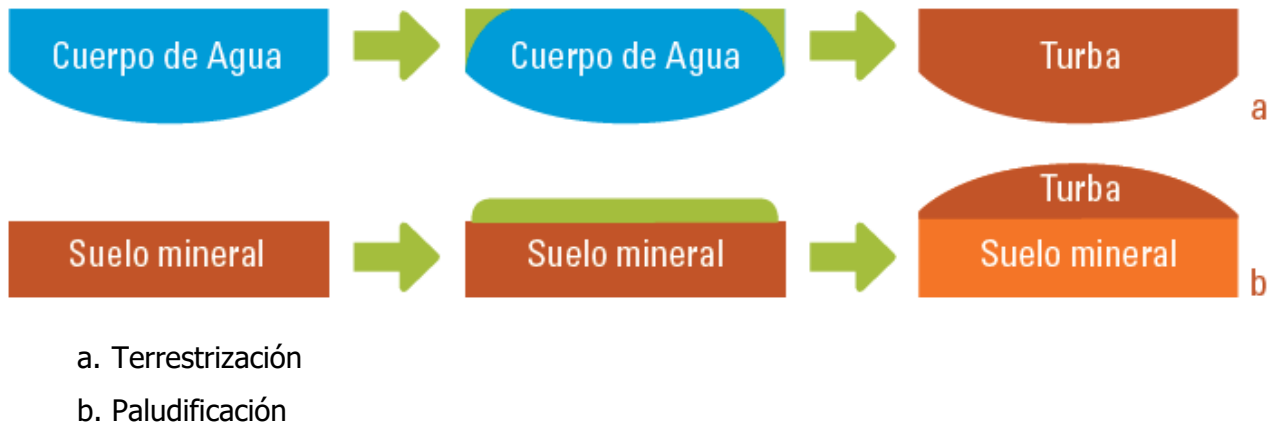 Cuerpo de Agua Cuerpo de Agua Turba
a
Turba
Suelo mineral Suelo mineral Suelo mineral
b
a. Terrestrización
b. Paludificación